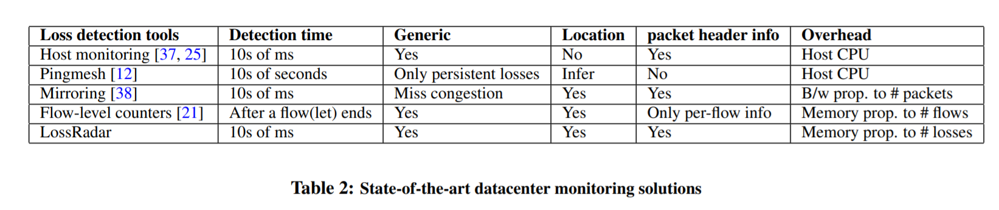 Loss detection tools Detection time Generic Location packet header info Overhead
Host monitoring [37, 25] 10s of ms Yes No Yes Host CPU
Pingmesh [12] 10s of seconds Only persistent losses Infer No Host CPU
Mirroring [38] 10s of ms Miss congestion Yes Yes B/w prop. to # packets
Flow-level counters [21] After a flow(let) ends Yes Yes Only per-flow info Memory prop. to # flows
LossRadar 10s of ms Yes Yes Yes Memory prop. to # losses
Table 2: State-of-the-art datacenter monitoring solutions